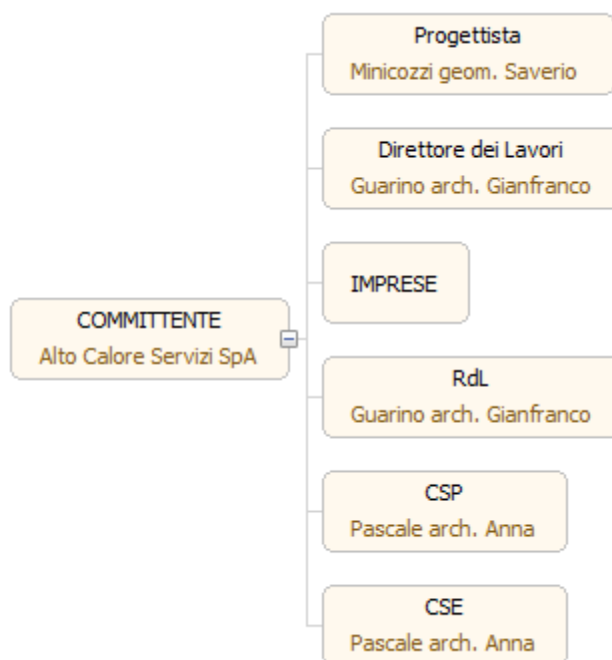 Progettista
Minicozzi geom. Saverio
Direttore dei Lavori
Guarino arch. Gianfranco
IMPRESE
COMMITTENTE
Alto Calore Servizi SpA
RdL
Guarino arch. Gianfranco
CSP
Pascale arch. Anna
CSE
Pascale arch. Anna